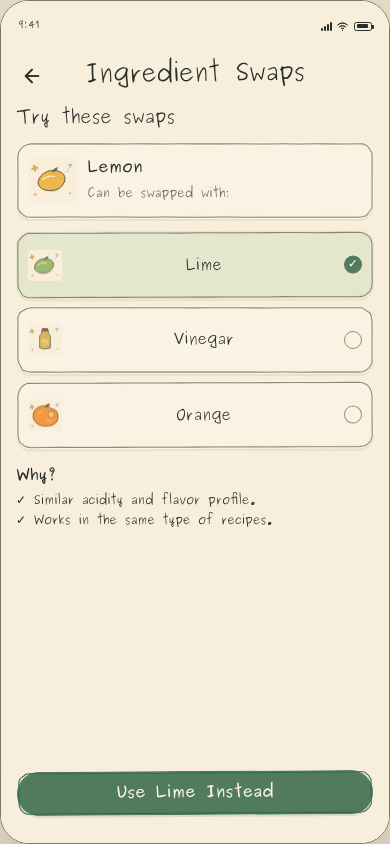 9:41
Ingredient Swaps
Try these swaps
Lemon
Can be swapped with:
Lime
Vinegar
Orange
Why?
✓ Similar acidity and flavor profile.
✓ Works in the same type of recipes.
Use Lime Instead